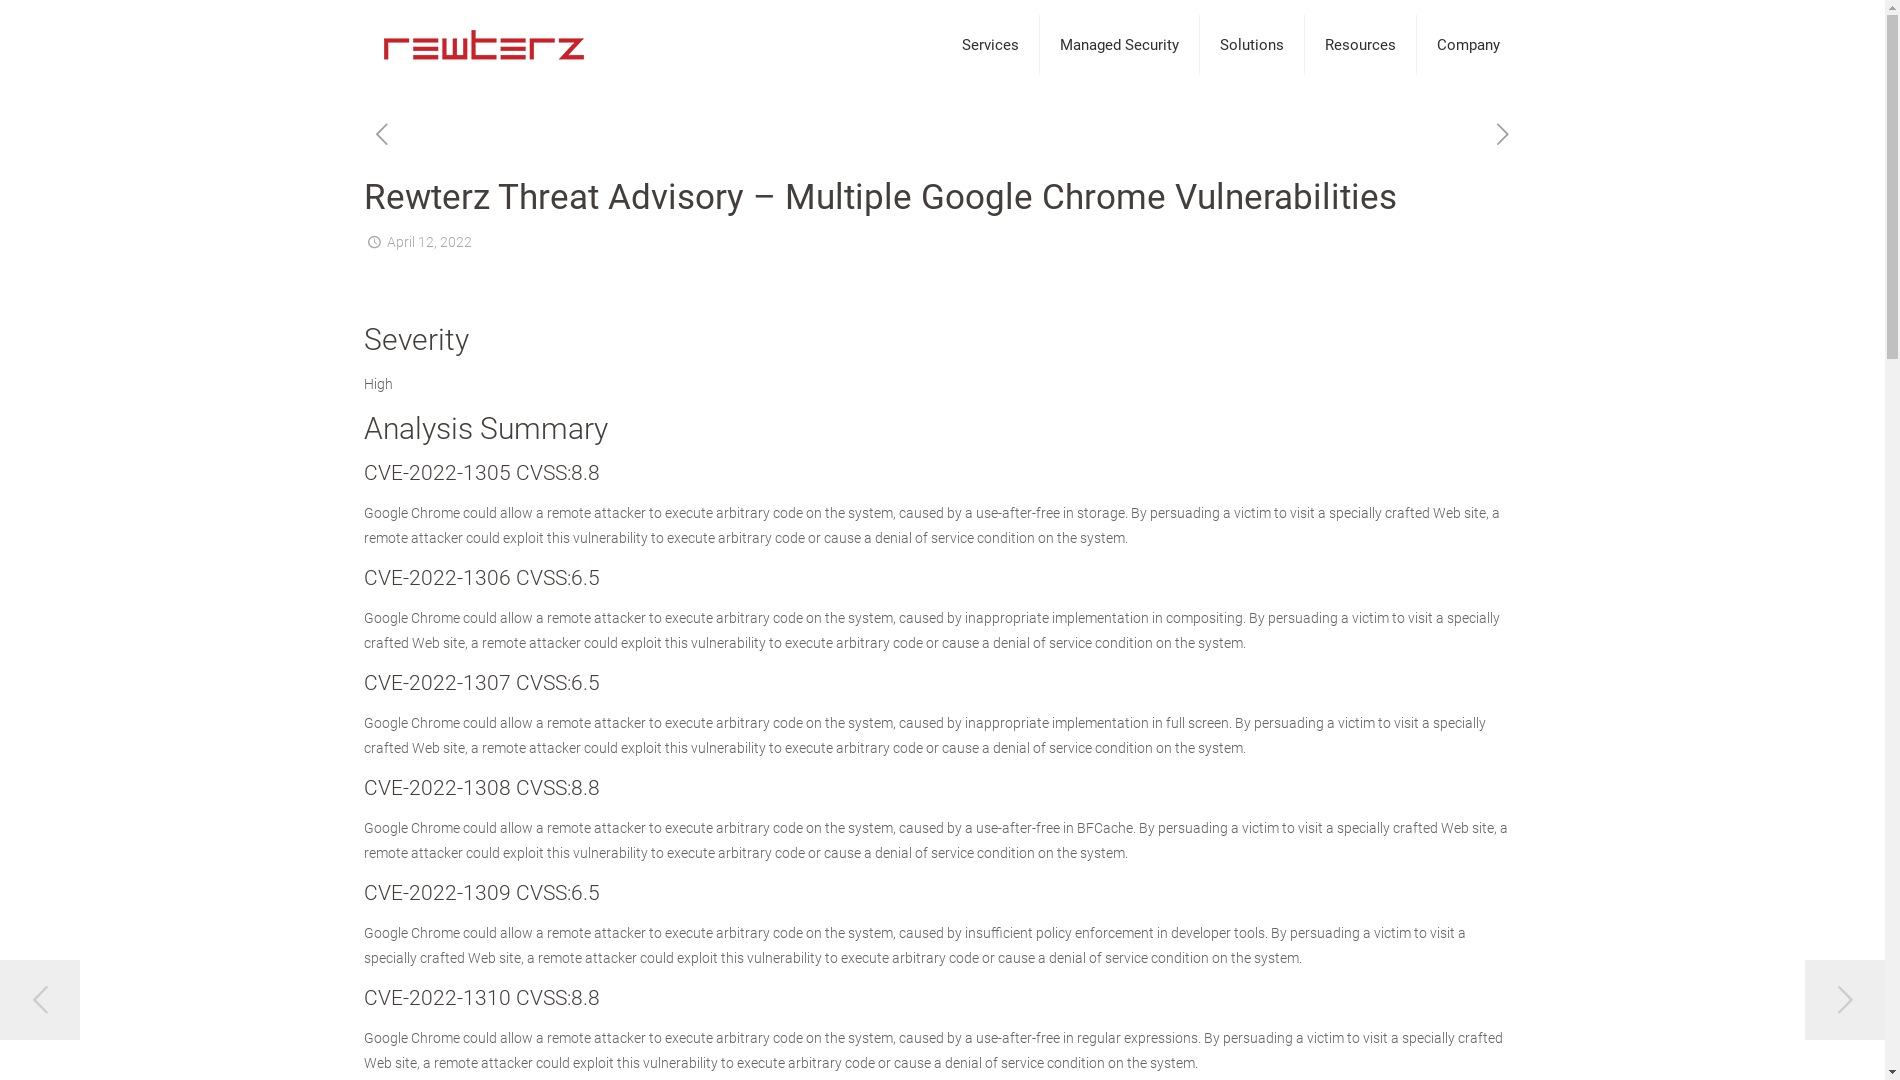 rewterz
Services
Managed Security
Solutions
Resources
Company
Rewterz Threat Advisory – Multiple Google Chrome Vulnerabilities
April 12, 2022
Severity
High
Analysis Summary
CVE-2022-1305 CVSS:8.8
Google Chrome could allow a remote attacker to execute arbitrary code on the system, caused by a use-after-free in storage. By persuading a victim to visit a specially crafted Web site, a
remote attacker could exploit this vulnerability to execute arbitrary code or cause a denial of service condition on the system.
CVE-2022-1306 CVSS:6.5
Google Chrome could allow a remote attacker to execute arbitrary code on the system, caused by inappropriate implementation in compositing. By persuading a victim to visit a specially
crafted Web site, a remote attacker could exploit this vulnerability to execute arbitrary code or cause a denial of service condition on the system.
CVE-2022-1307 CVSS:6.5
Google Chrome could allow a remote attacker to execute arbitrary code on the system, caused by inappropriate implementation in full screen. By persuading a victim to visit a specially
crafted Web site, a remote attacker could exploit this vulnerability to execute arbitrary code or cause a denial of service condition on the system.
CVE-2022-1308 CVSS:8.8
Google Chrome could allow a remote attacker to execute arbitrary code on the system, caused by a use-after-free in BFCache. By persuading a victim to visit a specially crafted Web site, a
remote attacker could exploit this vulnerability to execute arbitrary code or cause a denial of service condition on the system.
CVE-2022-1309 CVSS:6.5
Google Chrome could allow a remote attacker to execute arbitrary code on the system, caused by insufficient policy enforcement in developer tools. By persuading a victim to visit a
specially crafted Web site, a remote attacker could exploit this vulnerability to execute arbitrary code or cause a denial of service condition on the system.
CVE-2022-1310 CVSS:8.8
Google Chrome could allow a remote attacker to execute arbitrary code on the system, caused by a use-after-free in regular expressions. By persuading a victim to visit a specially crafted
Web site, a remote attacker could exploit this vulnerability to execute arbitrary code or cause a denial of service condition on the system.